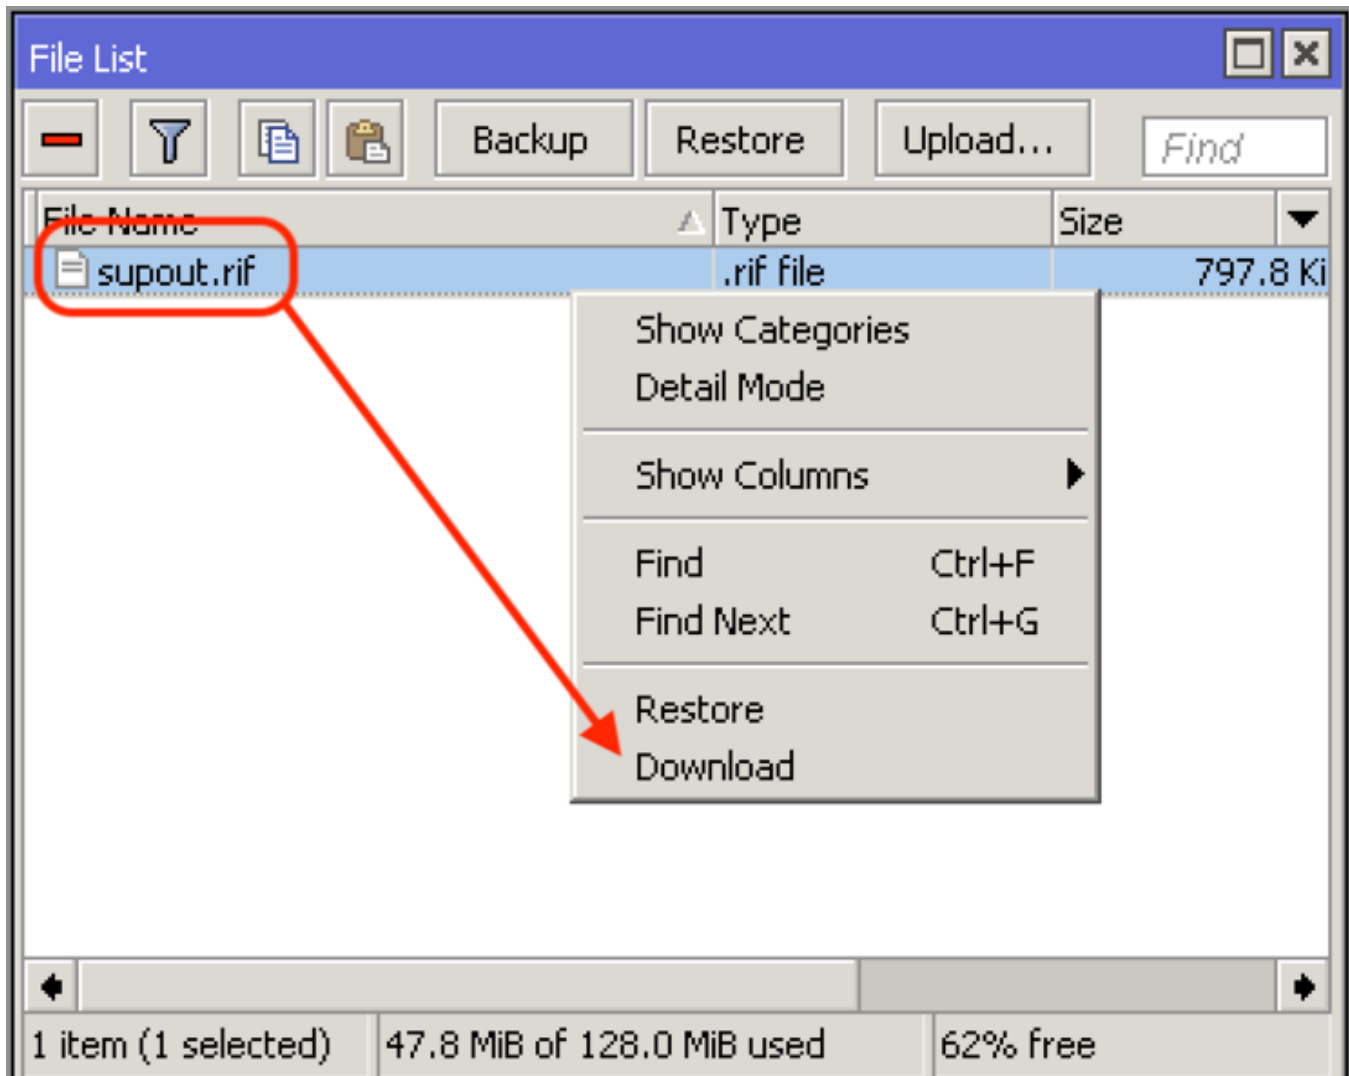 File List
Backup Restore Upload... Find
File Name Type Size
supout.rif .rif file 797.8 Ki
Show Categories
Detail Mode
Show Columns
Find Ctrl+F
Find Next Ctrl+G
Restore
Download
1 item (1 selected) 47.8 MiB of 128.0 MiB used 62% free